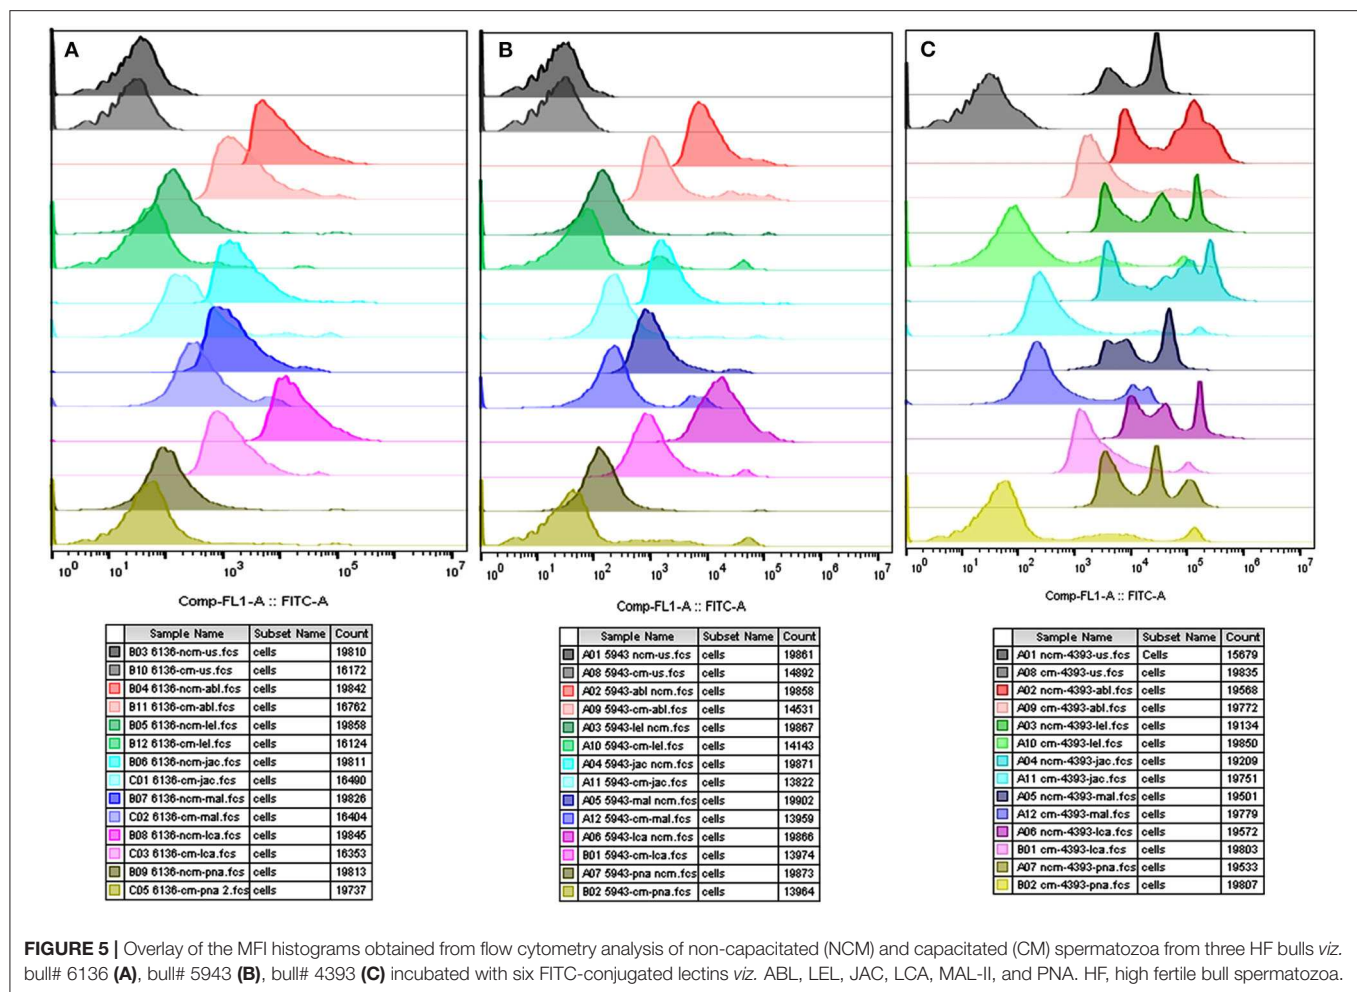 A
B
C
10^0 10^1 10^3 10^5 10^7
10^0 10^1 10^2 10^3 10^4 10^5 10^6 10^7
10^0 10^1 10^2 10^3 10^4 10^5 10^6 10^7
Comp-FL1-A :: FITC-A
Comp-FL1-A :: FITC-A
Comp-FL1-A :: FITC-A
Sample Name Subset Name Count
B03 6136-ncm-us.fcs cells 19810
B10 6136-cm-us.fcs cells 16172
B04 6136-ncm-abl.fcs cells 19842
B11 6136-cm-abl.fcs cells 16762
B05 6136-ncm-lel.fcs cells 19858
B12 6136-cm-lel.fcs cells 16124
B06 6136-ncm-jac.fcs cells 19811
C01 6136-cm-jac.fcs cells 16490
B07 6136-ncm-mal.fcs cells 19826
C02 6136-cm-mal.fcs cells 16404
B08 6136-ncm-lca.fcs cells 19845
C03 6136-cm-lca.fcs cells 16353
B09 6136-ncm-pna.fcs cells 19813
C05 6136-cm-pna 2.fcs cells 19737
Sample Name Subset Name Count
A01 5943 ncm-us.fcs cells 19861
A08 5943-cm-us.fcs cells 14892
A02 5943-abl ncm.fcs cells 19858
A09 5943-cm-abl.fcs cells 14531
A03 5943-lel ncm.fcs cells 19867
A10 5943-cm-lel.fcs cells 14143
A04 5943-jac ncm.fcs cells 19871
A11 5943-cm-jac.fcs cells 13822
A05 5943-mal ncm.fcs cells 19902
A12 5943-cm-mal.fcs cells 13959
A06 5943-lca ncm.fcs cells 19866
B01 5943-cm-lca.fcs cells 13974
A07 5943-pna ncm.fcs cells 19873
B02 5943-cm-pna.fcs cells 13964
Sample Name Subset Name Count
A01 ncm-4393-us.fcs Cells 15679
A08 cm-4393-us.fcs cells 19835
A02 ncm-4393-abl.fcs cells 19568
A09 cm-4393-abl.fcs cells 19772
A03 ncm-4393-lel.fcs cells 19134
A10 cm-4393-lel.fcs cells 19850
A04 ncm-4393-jac.fcs cells 19209
A11 cm-4393-jac.fcs cells 19751
A05 ncm-4393-mal.fcs cells 19501
A12 cm-4393-mal.fcs cells 19779
A06 ncm-4393-lca.fcs cells 19572
B01 cm-4393-lca.fcs cells 19803
A07 ncm-4393-pna.fcs cells 19533
B02 cm-4393-pna.fcs cells 19807
FIGURE 5 | Overlay of the MFI histograms obtained from flow cytometry analysis of non-capacitated (NCM) and capacitated (CM) spermatozoa from three HF bulls viz.
bull# 6136 (A), bull# 5943 (B), bull# 4393 (C) incubated with six FITC-conjugated lectins viz. ABL, LEL, JAC, LCA, MAL-II, and PNA. HF, high fertile bull spermatozoa.